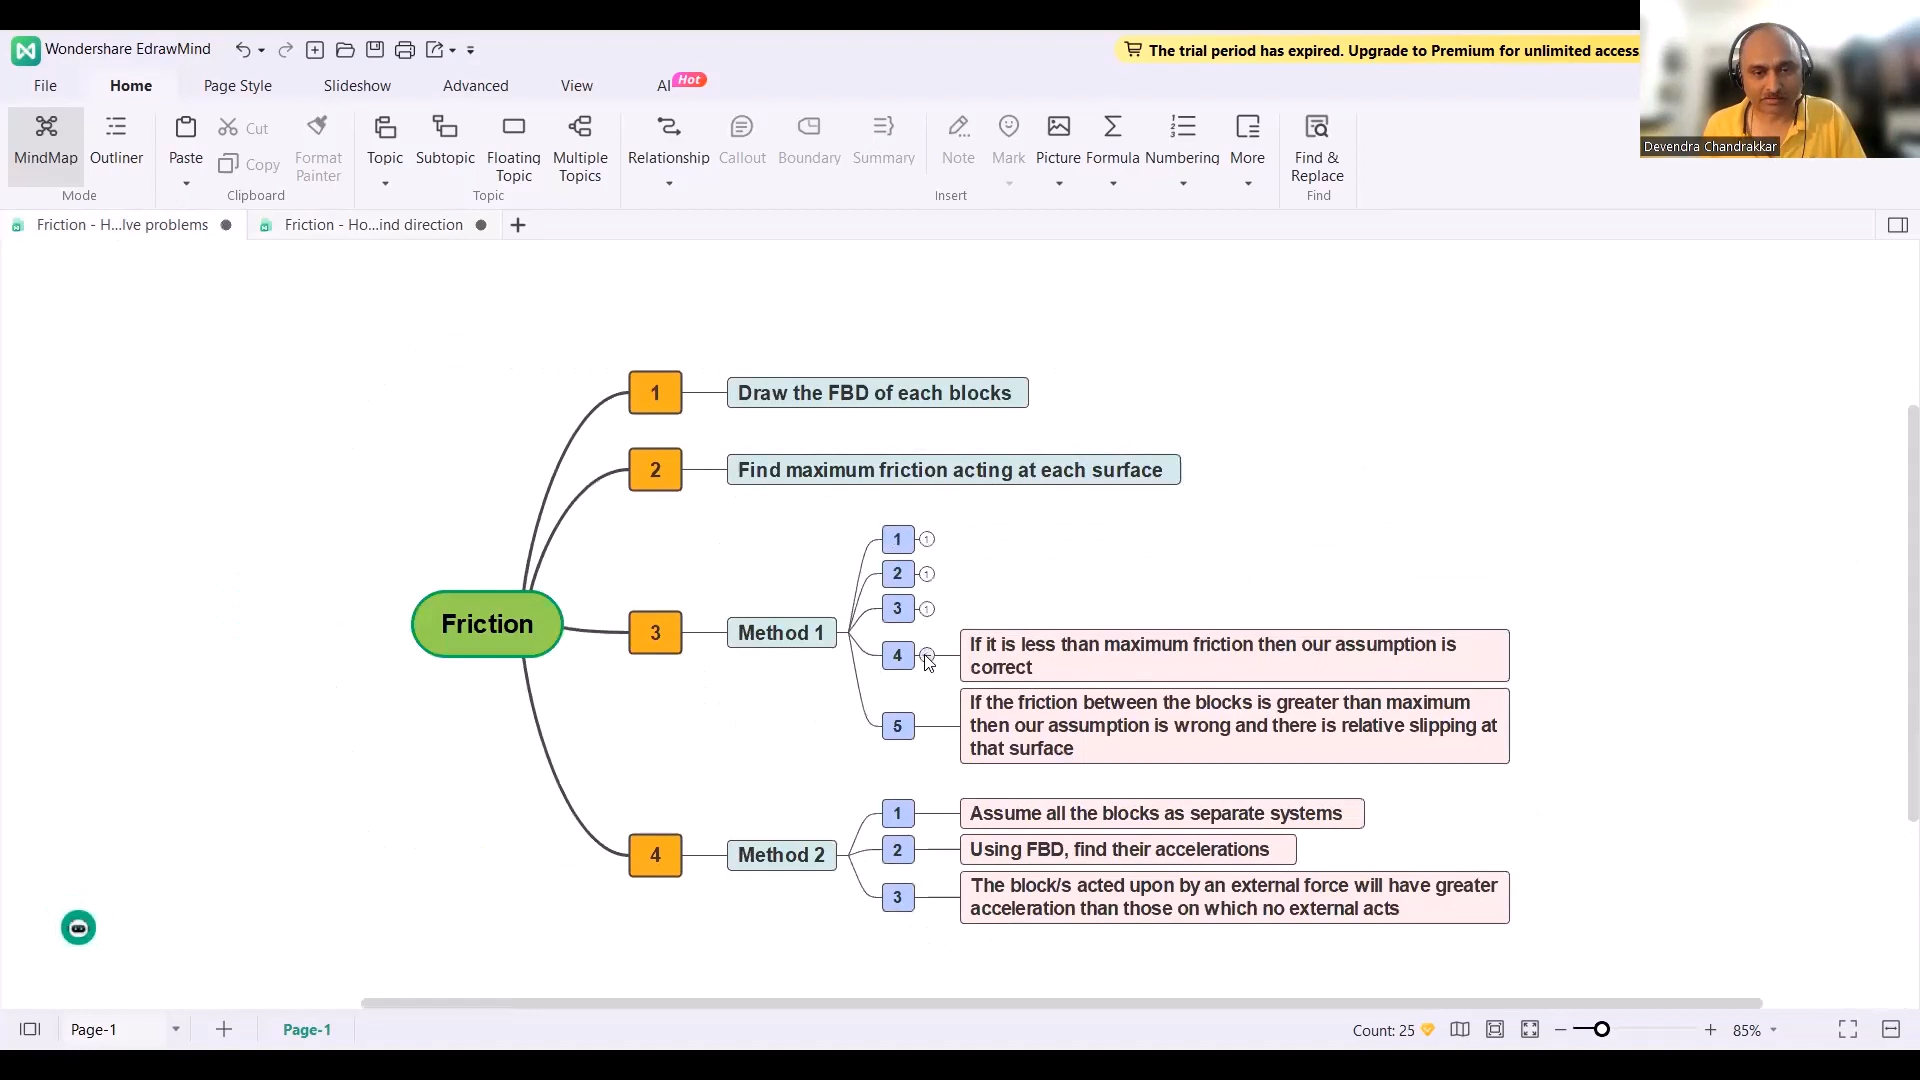 Wondershare EdrawMind
The trial period has expired. Upgrade to Premium for unlimited access
File Home Page Style Slideshow Advanced View AI Hot
MindMap Outliner Paste Cut Copy Format Painter Topic Subtopic Floating Topic Multiple Topics Relationship Callout Boundary Summary Note Mark Picture Formula Numbering More Find & Replace
Mode Clipboard Topic Insert Find
Devendra Chandrakkar
Friction - H...lve problems
Friction - Ho...ind direction
Friction
1 Draw the FBD of each blocks
2 Find maximum friction acting at each surface
3 Method 1
1 1
2 1
3 1
4 If it is less than maximum friction then our assumption is
correct
5 If the friction between the blocks is greater than maximum
then our assumption is wrong and there is relative slipping at
that surface
4 Method 2
1 Assume all the blocks as separate systems
2 Using FBD, find their accelerations
3 The block/s acted upon by an external force will have greater
acceleration than those on which no external acts
Page-1 Page-1 Count: 25 85%